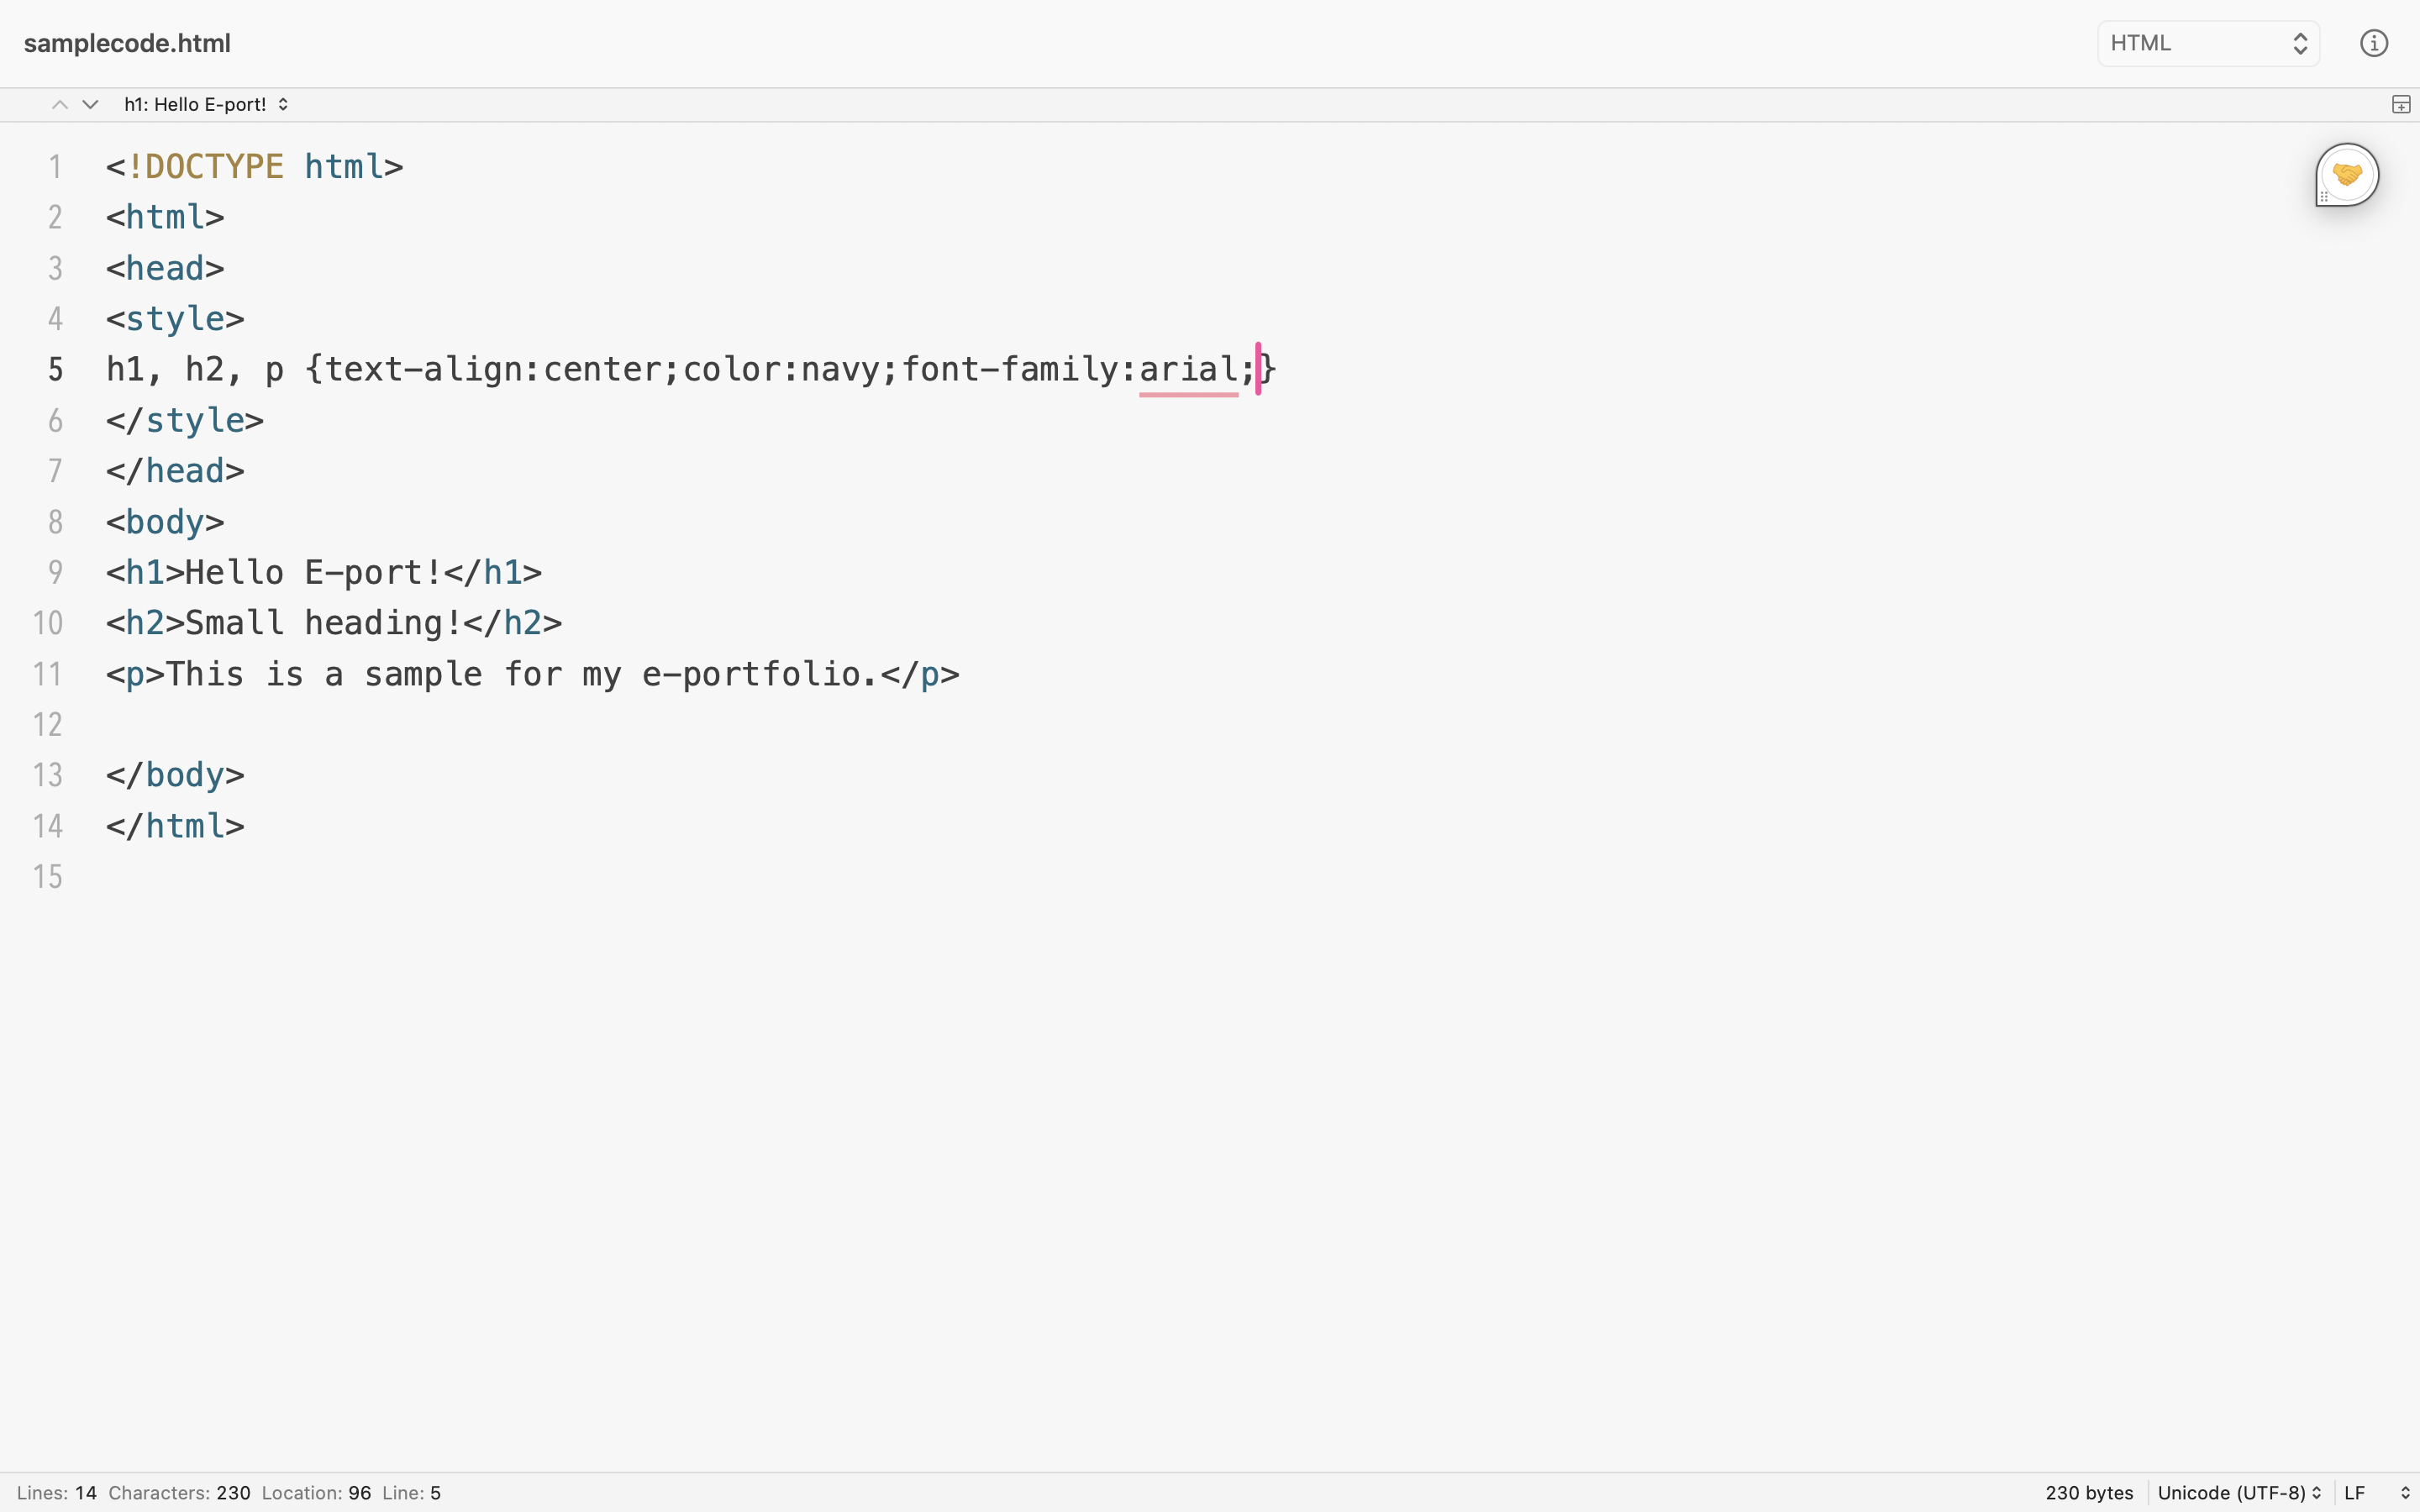 samplecode.html
HTML
h1: Hello E-port!
1 <!DOCTYPE html>
2 <html>
3 <head>
4 <style>
5 h1, h2, p {text-align:center;color:navy;font-family:arial;}
6 </style>
7 </head>
8 <body>
9 <h1>Hello E-port!</h1>
10 <h2>Small heading!</h2>
11 <p>This is a sample for my e-portfolio.</p>
12
13 </body>
14 </html>
15
Lines: 14 Characters: 230 Location: 96 Line: 5 230 bytes Unicode (UTF-8) LF